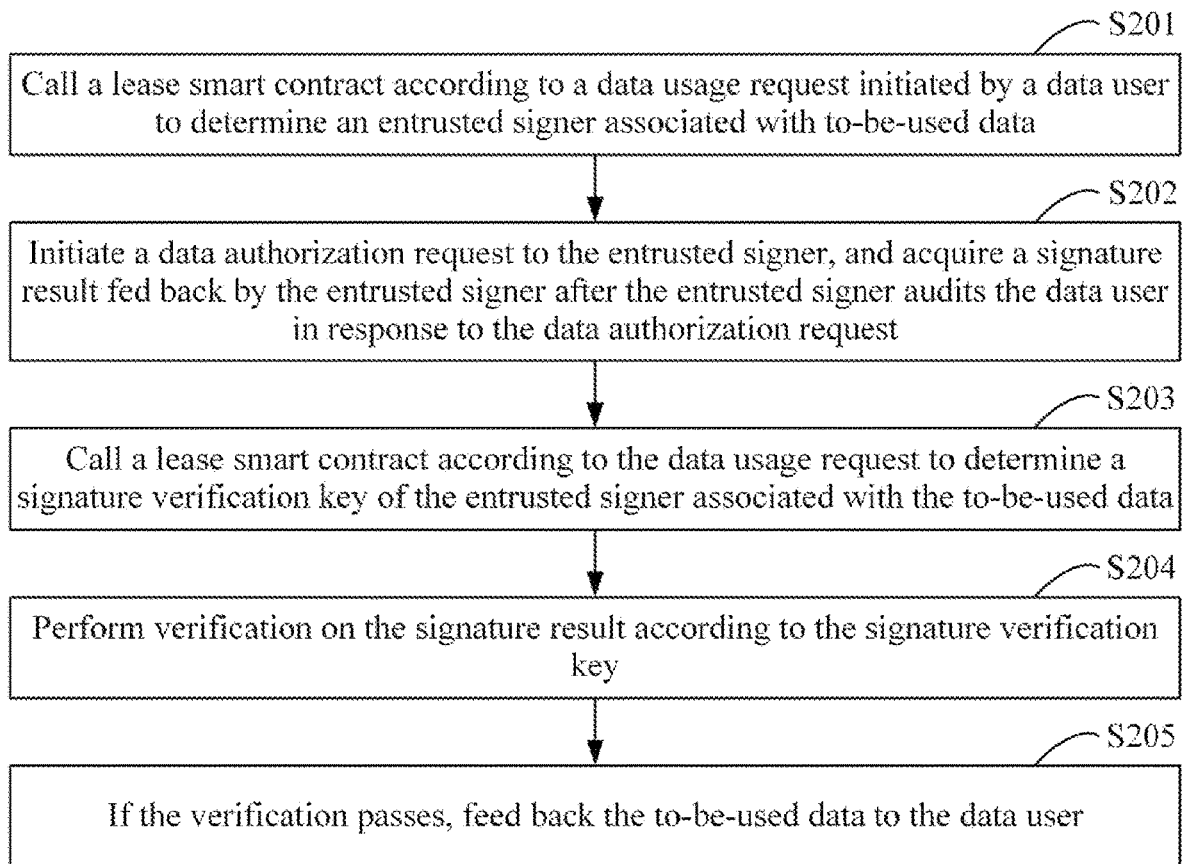 S201
Call a lease smart contract according to a data usage request initiated by a data user
to determine an entrusted signer associated with to-be-used data
S202
Initiate a data authorization request to the entrusted signer, and acquire a signature
result fed back by the entrusted signer after the entrusted signer audits the data user
in response to the data authorization request
S203
Call a lease smart contract according to the data usage request to determine a
signature verification key of the entrusted signer associated with the to-be-used data
S204
Perform verification on the signature result according to the signature verification
key
S205
If the verification passes, feed back the to-be-used data to the data user